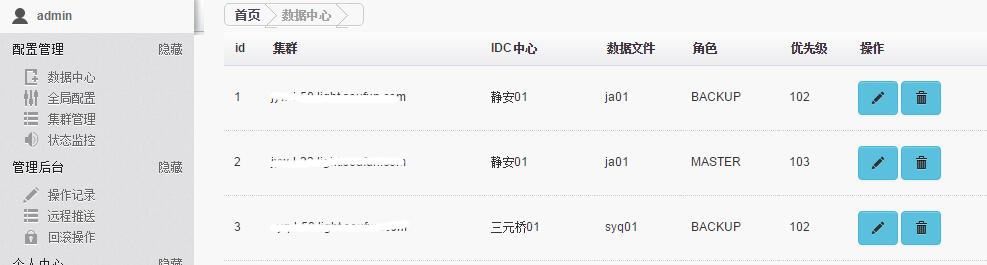 admin
配置管理 隐藏
数据中心
全局配置
集群管理
状态监控
管理后台 隐藏
操作记录
远程推送
回滚操作
个人中心 隐藏
首页 数据中心
id 集群 IDC中心 数据文件 角色 优先级 操作
1 静安01 ja01 BACKUP 102
2 静安01 ja01 MASTER 103
3 三元桥01 syq01 BACKUP 102